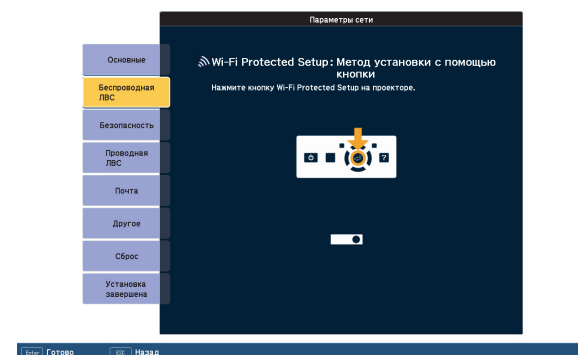 Параметры сети
Основные
Беспроводная
ЛВС
Безопасность
Проводная
ЛВС
Почта
Другое
Сброс
Установка
завершена
Wi-Fi Protected Setup: Метод установки с помощью
кнопки
Нажмите кнопку Wi-Fi Protected Setup на проекторе.
?
Enter Готово
ESC Назад